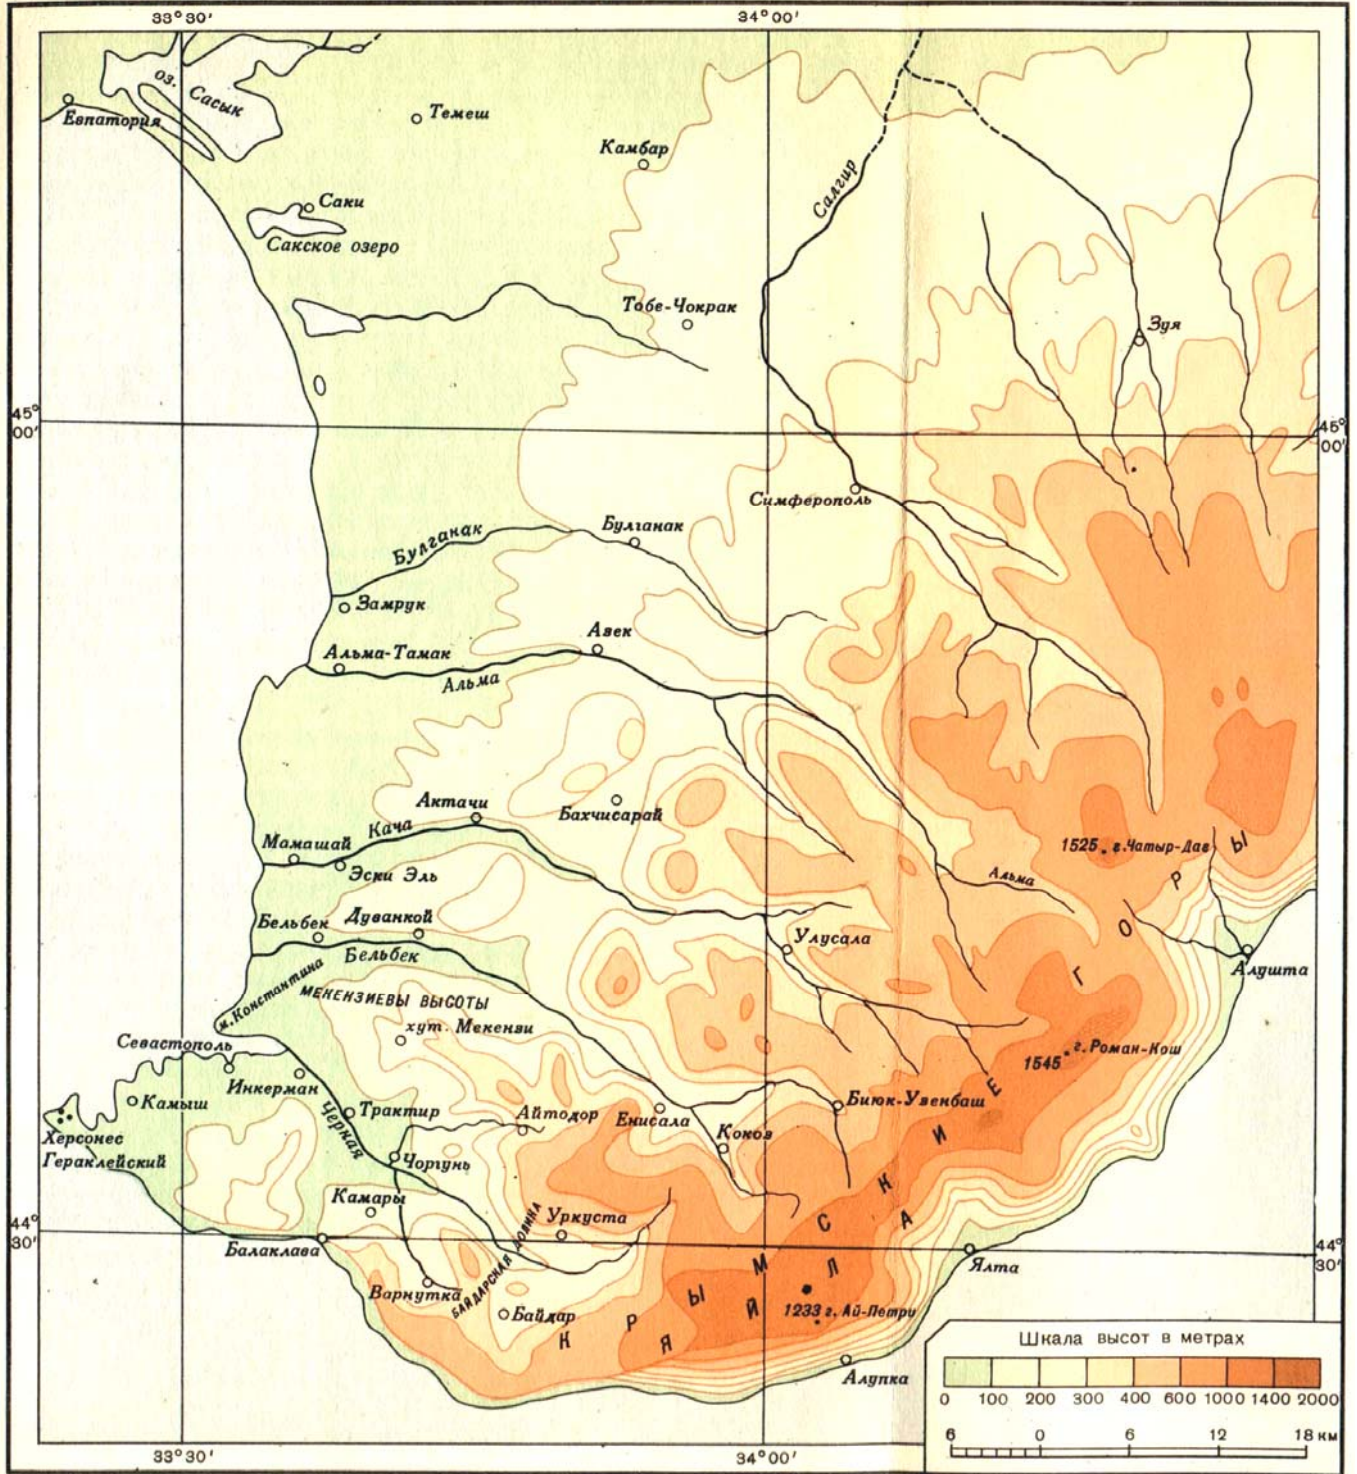 33°30'
34°00'
оз. Сасык
Евпатория
Темеш
Камбар
Салгир
Саки
Сакское озеро
Тобе-Чокрак
Зуя
45°
00'
45°
00'
Симферополь
Булганак
Булганак
Замрук
Авек
Альма-Тамак
Альма
Актачи
Бахчисарай
Кача
Мамашай
Эски Эль
1525 г. Чатыр-Даг
Альма
Дуванкой
Бельбек
Бельбек
Улусала
Алушта
м. Константина
МЕКЕНЗИЕВЫ ВЫСОТЫ
хут. Мекензи
Севастополь
1545 г. Роман-Кош
Инкерман
Камыш
Трактир
Черная
Айтодор
Енисала
Биюк-Узенбаш
Херсонес
Гераклейский
Чоргунь
Кокоз
Камары
Уркуста
44°
30'
44°
30'
Балаклава
БАЙДАРСКАЯ ДОЛИНА
Ялта
Варнутка
Байдар
1233 г. Ай-Петри
КРЫМСКИЕ ГОРЫ
ЯЙЛА
Алупка
Шкала высот в метрах
0 100 200 300 400 600 1000 1400 2000
6 0 6 12 18 км
33°30'
34°00'